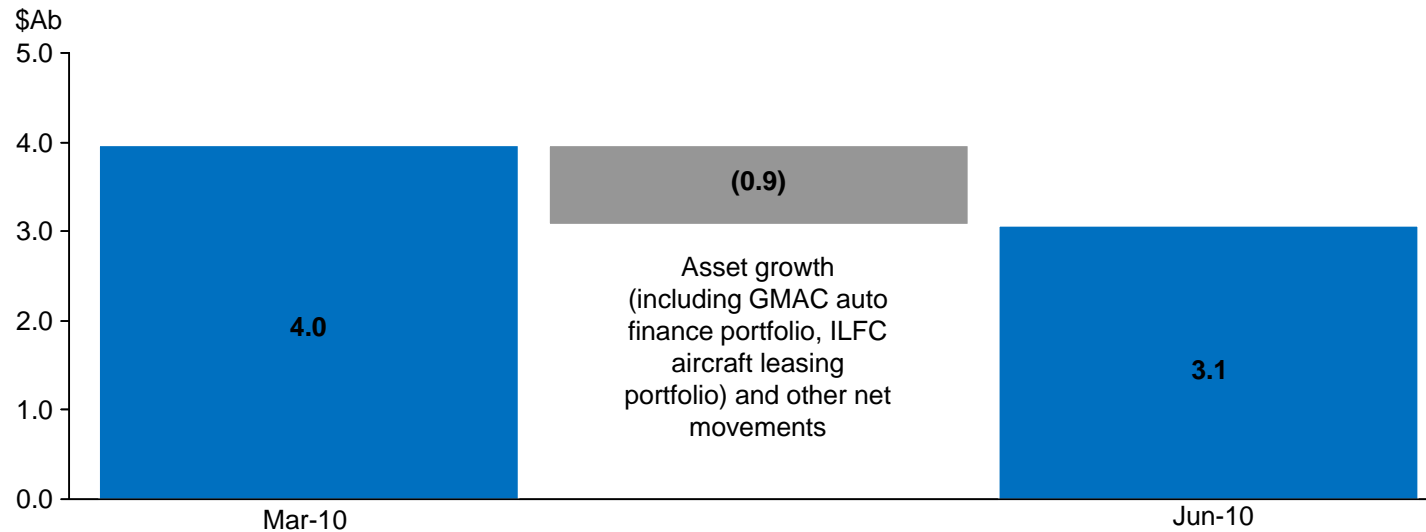 $Ab
5.0
4.0
3.0
2.0
1.0
0.0
4.0
(0.9)
Asset growth
(including GMAC auto
finance portfolio, ILFC
aircraft leasing
portfolio) and other net
movements
3.1
Mar-10
Jun-10